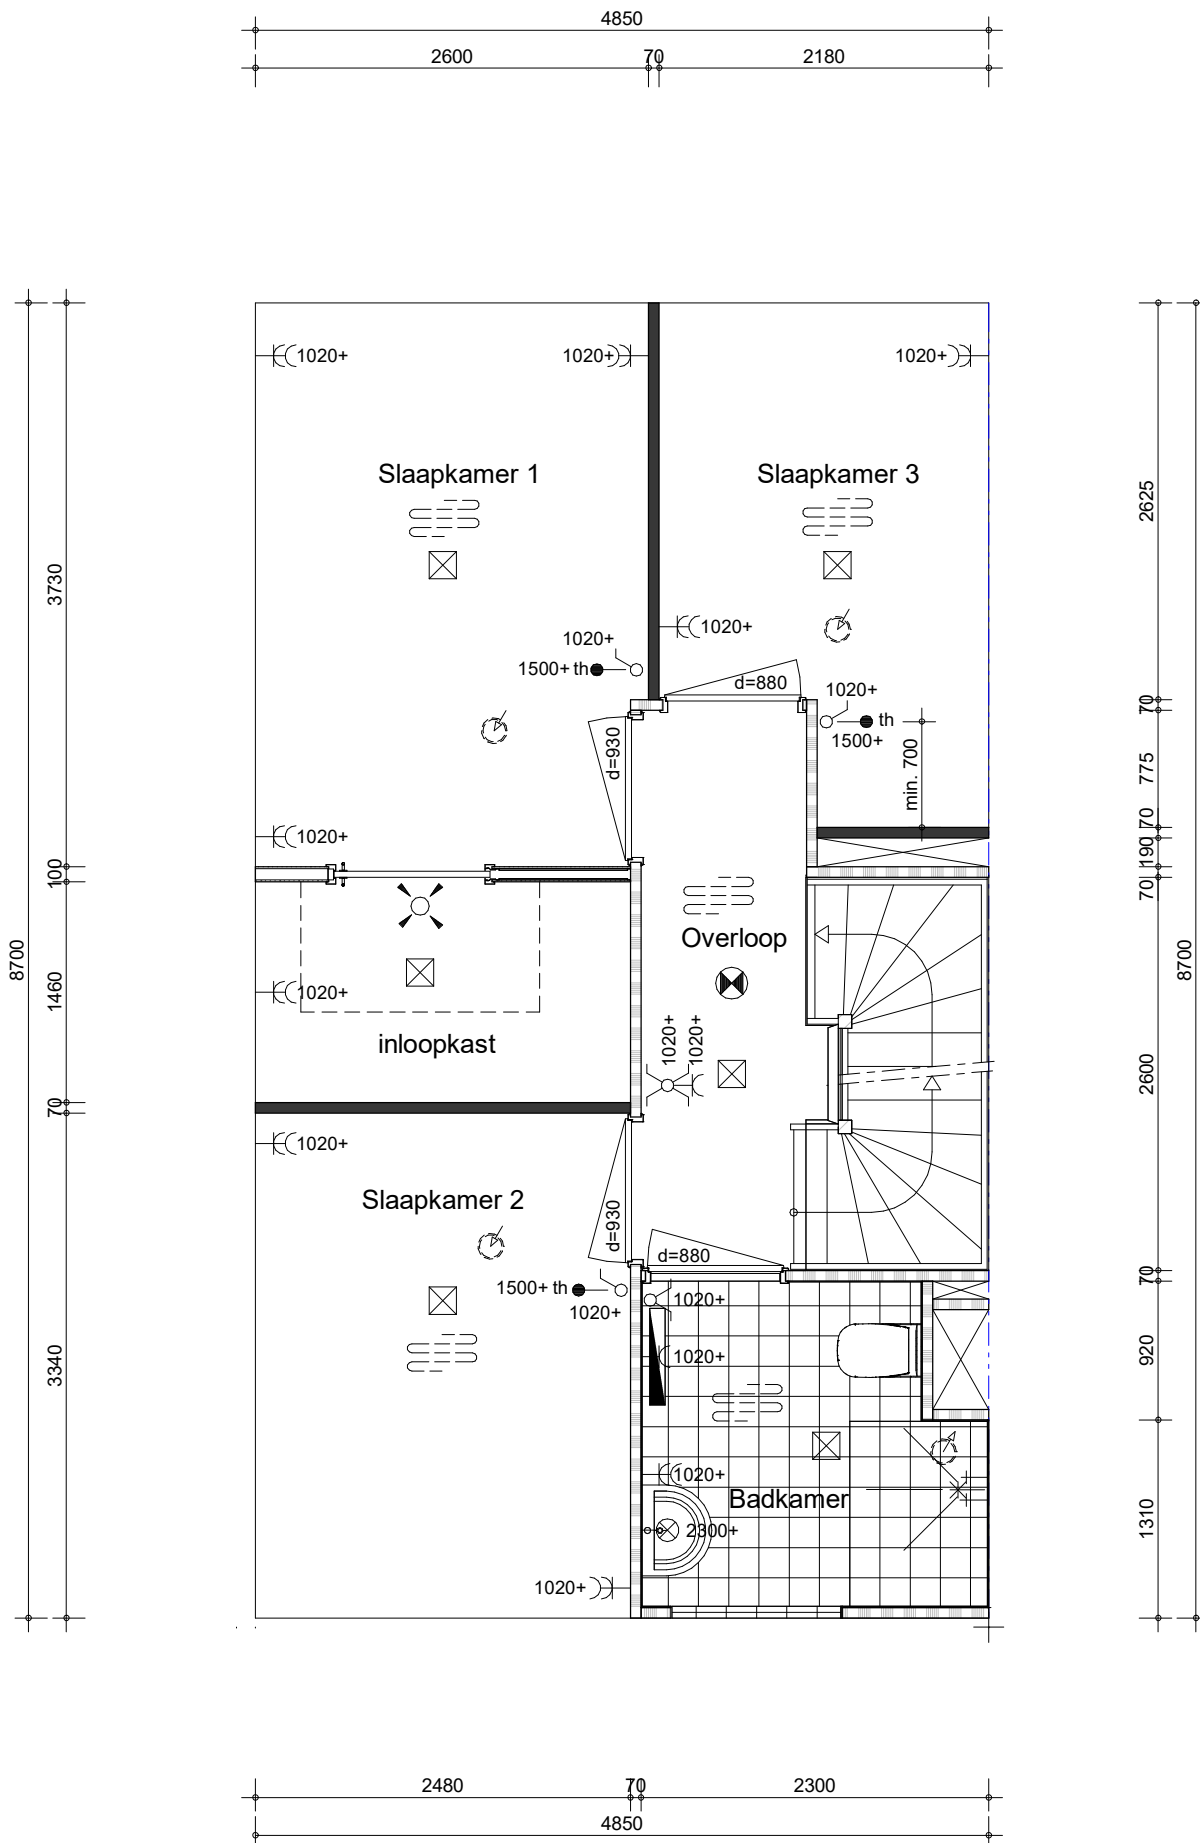 4850
2600 70 2180
1020+ 1020+ 1020+
Slaapkamer 1 Slaapkamer 3
2625
3730
1020+
1020+
1500+ th
d=880
1020+
th
1500+
70
d=930
min. 700
775
1020+
70
190
100
70
Overloop
8700
8700
1460
1020+
inloopkast
1020+
1020+
2600
70
1020+
Slaapkamer 2
d=930
d=880
1500+ th
1020+
1020+
70
1020+
920
3340
1020+
Badkamer
2300+
1310
1020+
2480 70 2300
4850